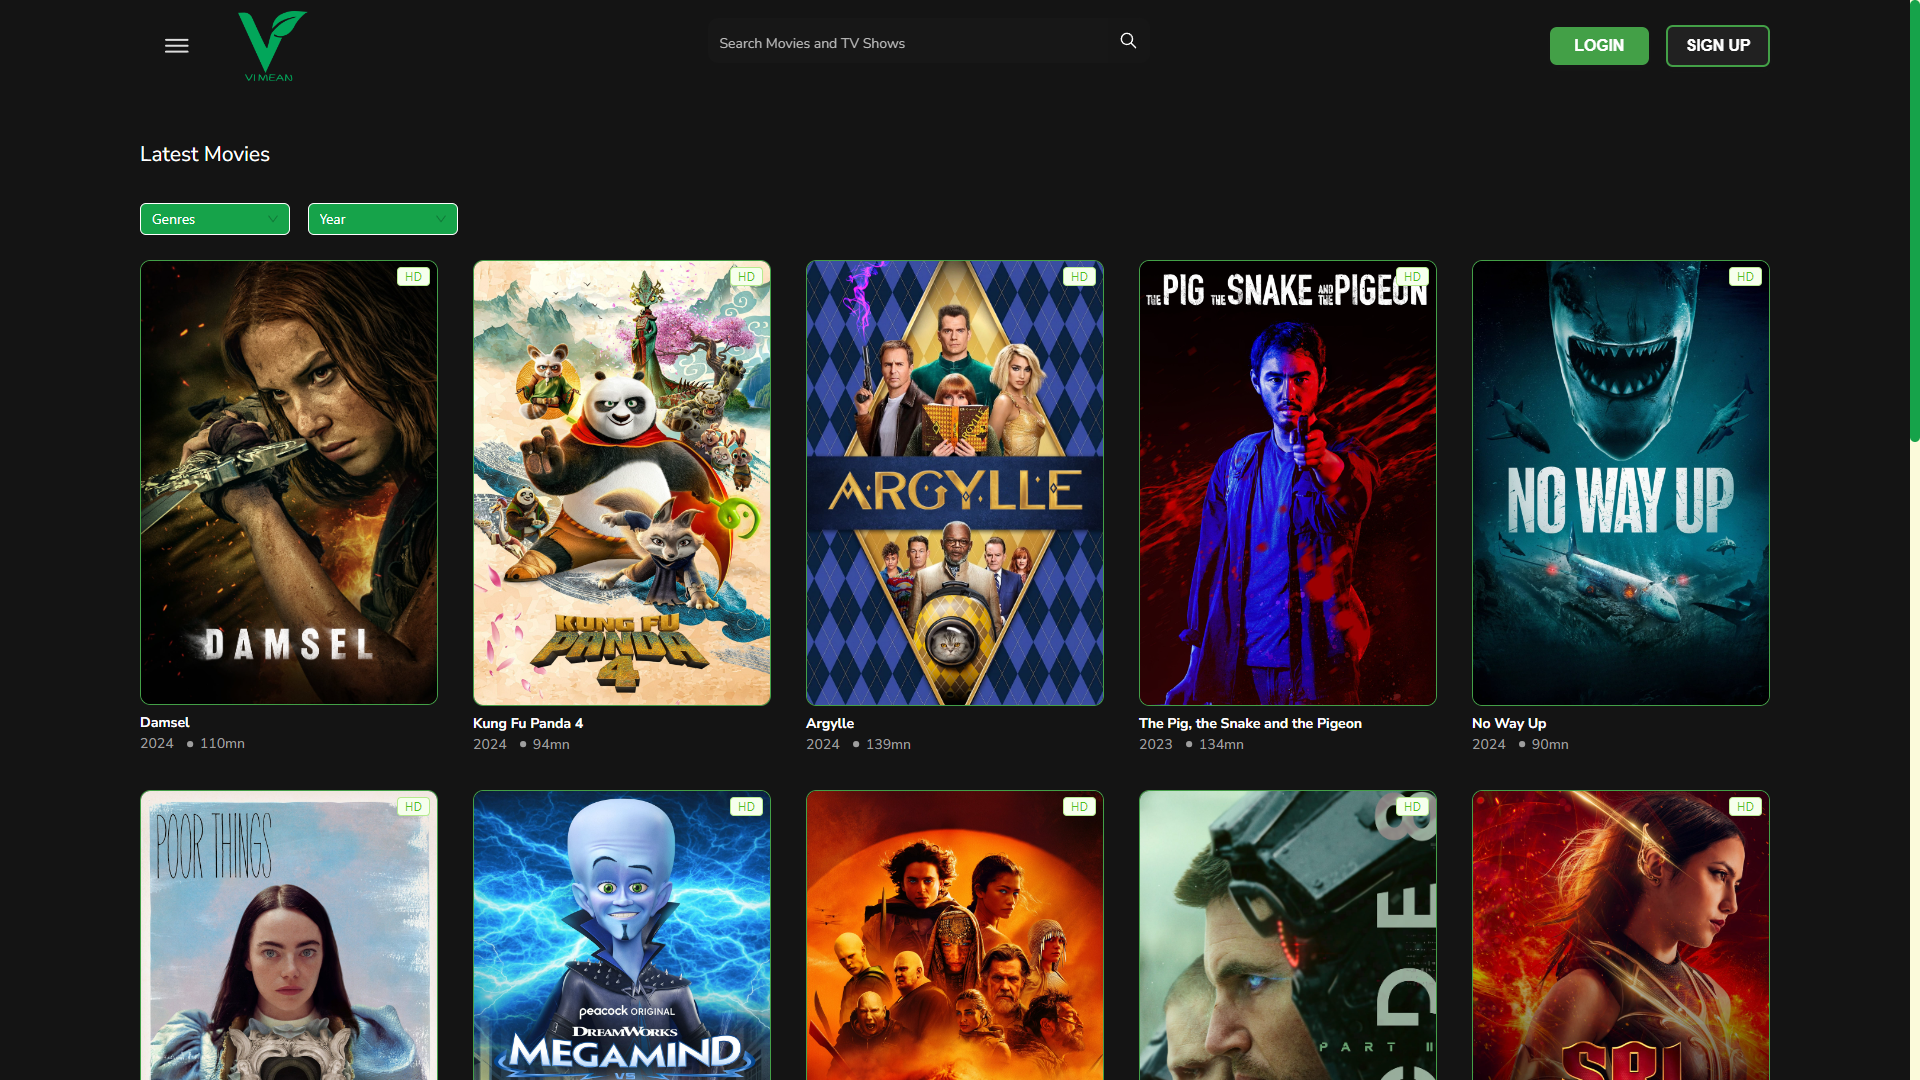 VI MEAN
Search Movies and TV Shows
LOGIN
SIGN UP
Latest Movies
Genres
Year
HD
DAMSEL
Damsel
2024 ● 110mn
HD
KUNG FU
PANDA
4
Kung Fu Panda 4
2024 ● 94mn
HD
ARGYLLE
Argylle
2024 ● 139mn
HD
THE PIG THE SNAKE AND THE PIGEON
The Pig, the Snake and the Pigeon
2023 ● 134mn
HD
NO WAY UP
No Way Up
2024 ● 90mn
HD
POOR THINGS
HD
peacock ORIGINAL
DREAMWORKS
MEGAMIND
VS
HD
HD
CODE 8
PART II
HD
SRI